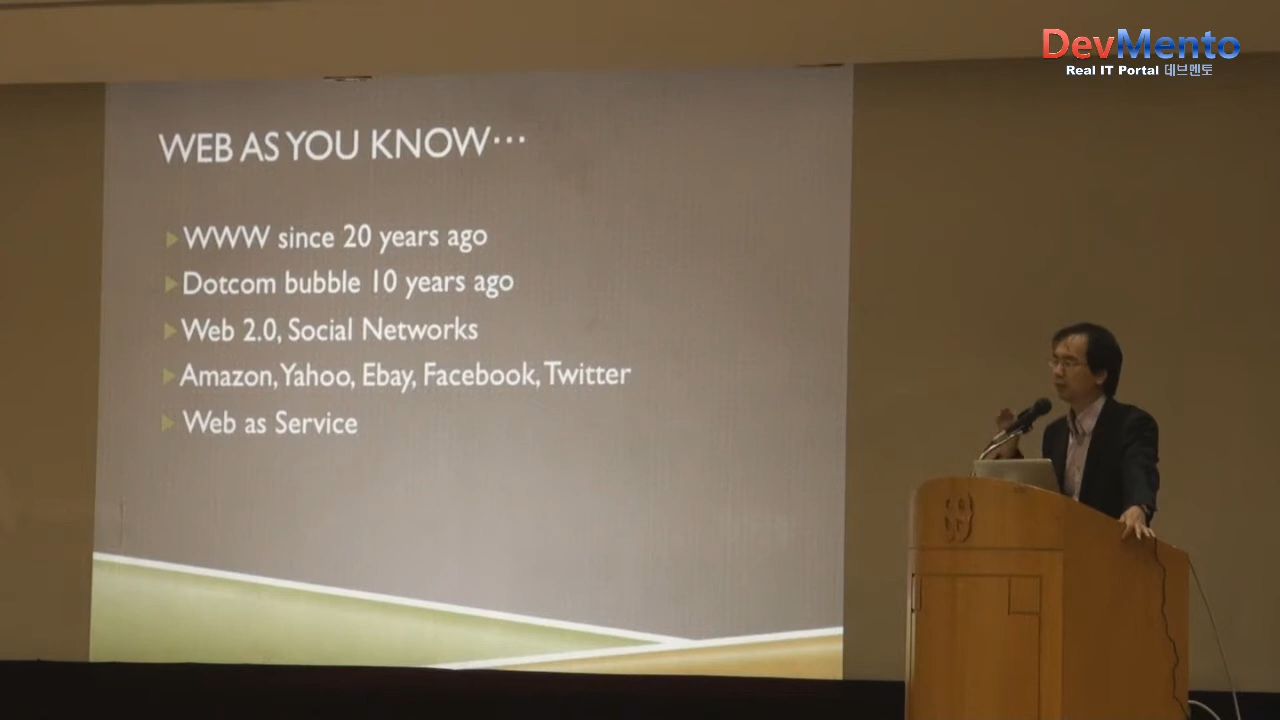 DevMento
Real IT Portal 데브멘토
WEB AS YOU KNOW…
WWW since 20 years ago
Dotcom bubble 10 years ago
Web 2.0, Social Networks
Amazon, Yahoo, Ebay, Facebook, Twitter
Web as Service